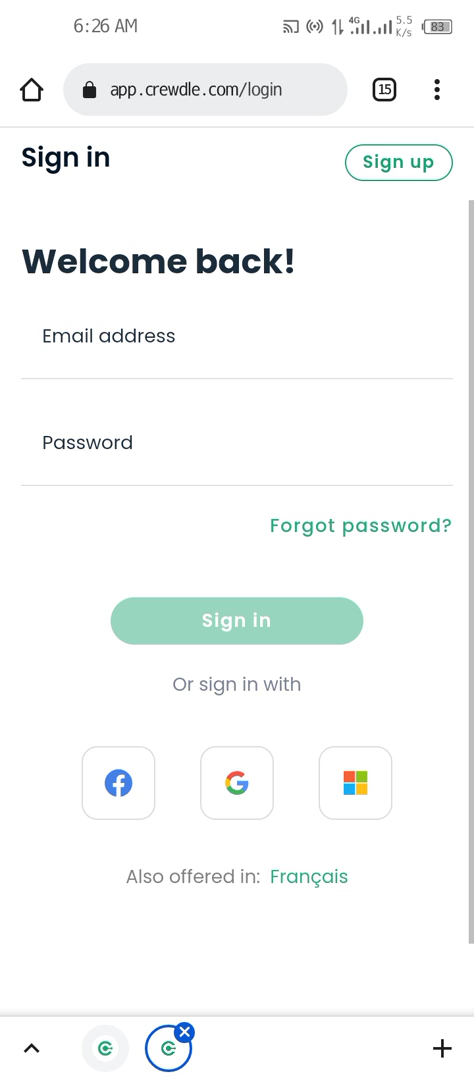 6:26 AM 4G 5.5 K/s 83
app.crewdle.com/login 15
Sign in
Sign up
Welcome back!
Email address
Password
Forgot password?
Sign in
Or sign in with
Also offered in: Français